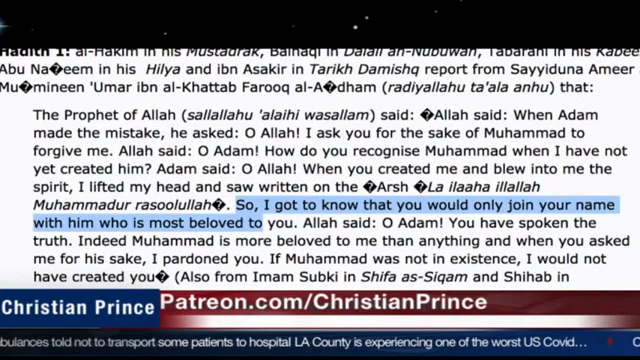 Hadith 1: al-Hakim in his Mustadrak, Baihaqi in Dalail an-Nubuwah, Tabarani in his Kabeer
Abu Na�eem in his Hilya and ibn Asakir in Tarikh Damishq report from Sayyiduna Ameer
Mu�mineen 'Umar ibn al-Khattab Farooq al-A�dham (radiyallahu ta'ala anhu) that:
The Prophet of Allah (sallallahu 'alaihi wasallam) said: �Allah said: When Adam
made the mistake, he asked: O Allah! I ask you for the sake of Muhammad to
forgive me. Allah said: O Adam! How do you recognise Muhammad when I have not
yet created him? Adam said: O Allah! When you created me and blew into me the
spirit, I lifted my head and saw written on the �Arsh �La ilaaha illallah
Muhammadur rasoolullah�. So, I got to know that you would only join your name
with him who is most beloved to you. Allah said: O Adam! You have spoken the
truth. Indeed Muhammad is more beloved to me than anything and when you asked
me for his sake, I pardoned you. If Muhammad was not in existence, I would not
have created you� (Also from Imam Subki in Shifa as-Siqam and Shihab in
Christian Prince
Patreon.com/ChristianPrince
mbulances told not to transport some patients to hospital LA County is experiencing one of the worst US Covid... C